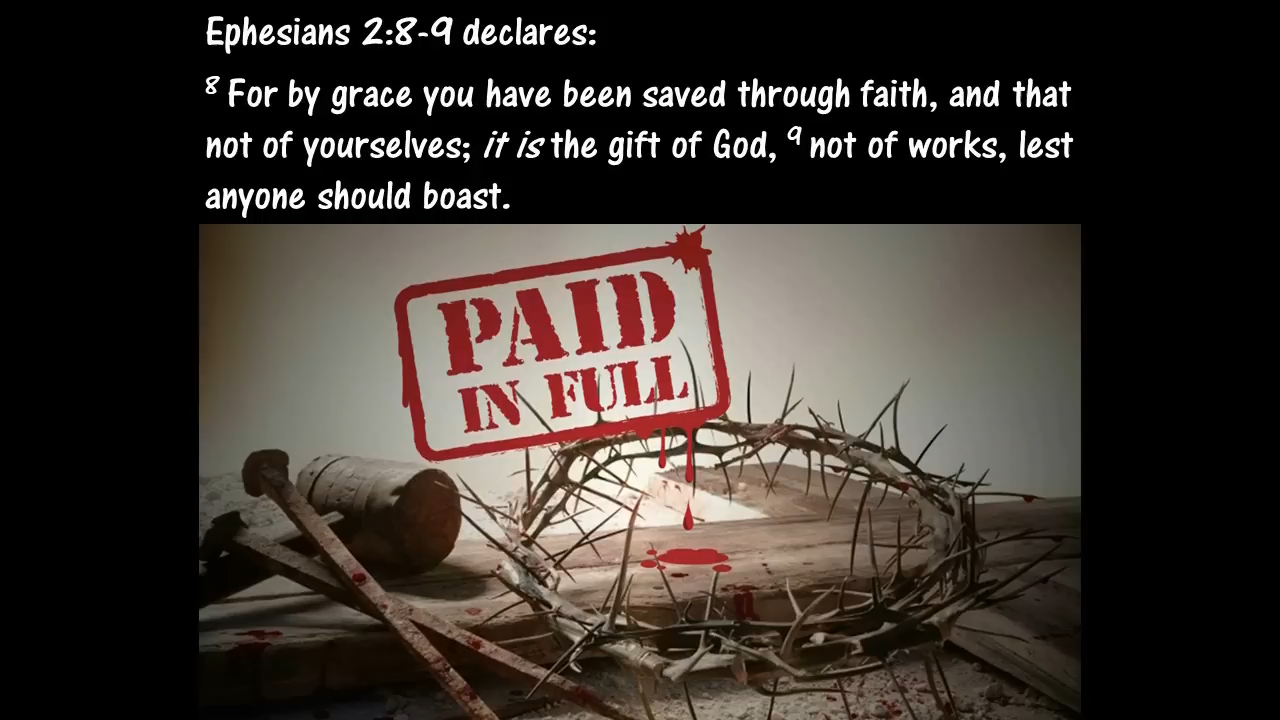 Ephesians 2:8-9 declares:
⁸ For by grace you have been saved through faith, and that
not of yourselves; it is the gift of God, ⁹ not of works, lest
anyone should boast.
PAID
IN FULL